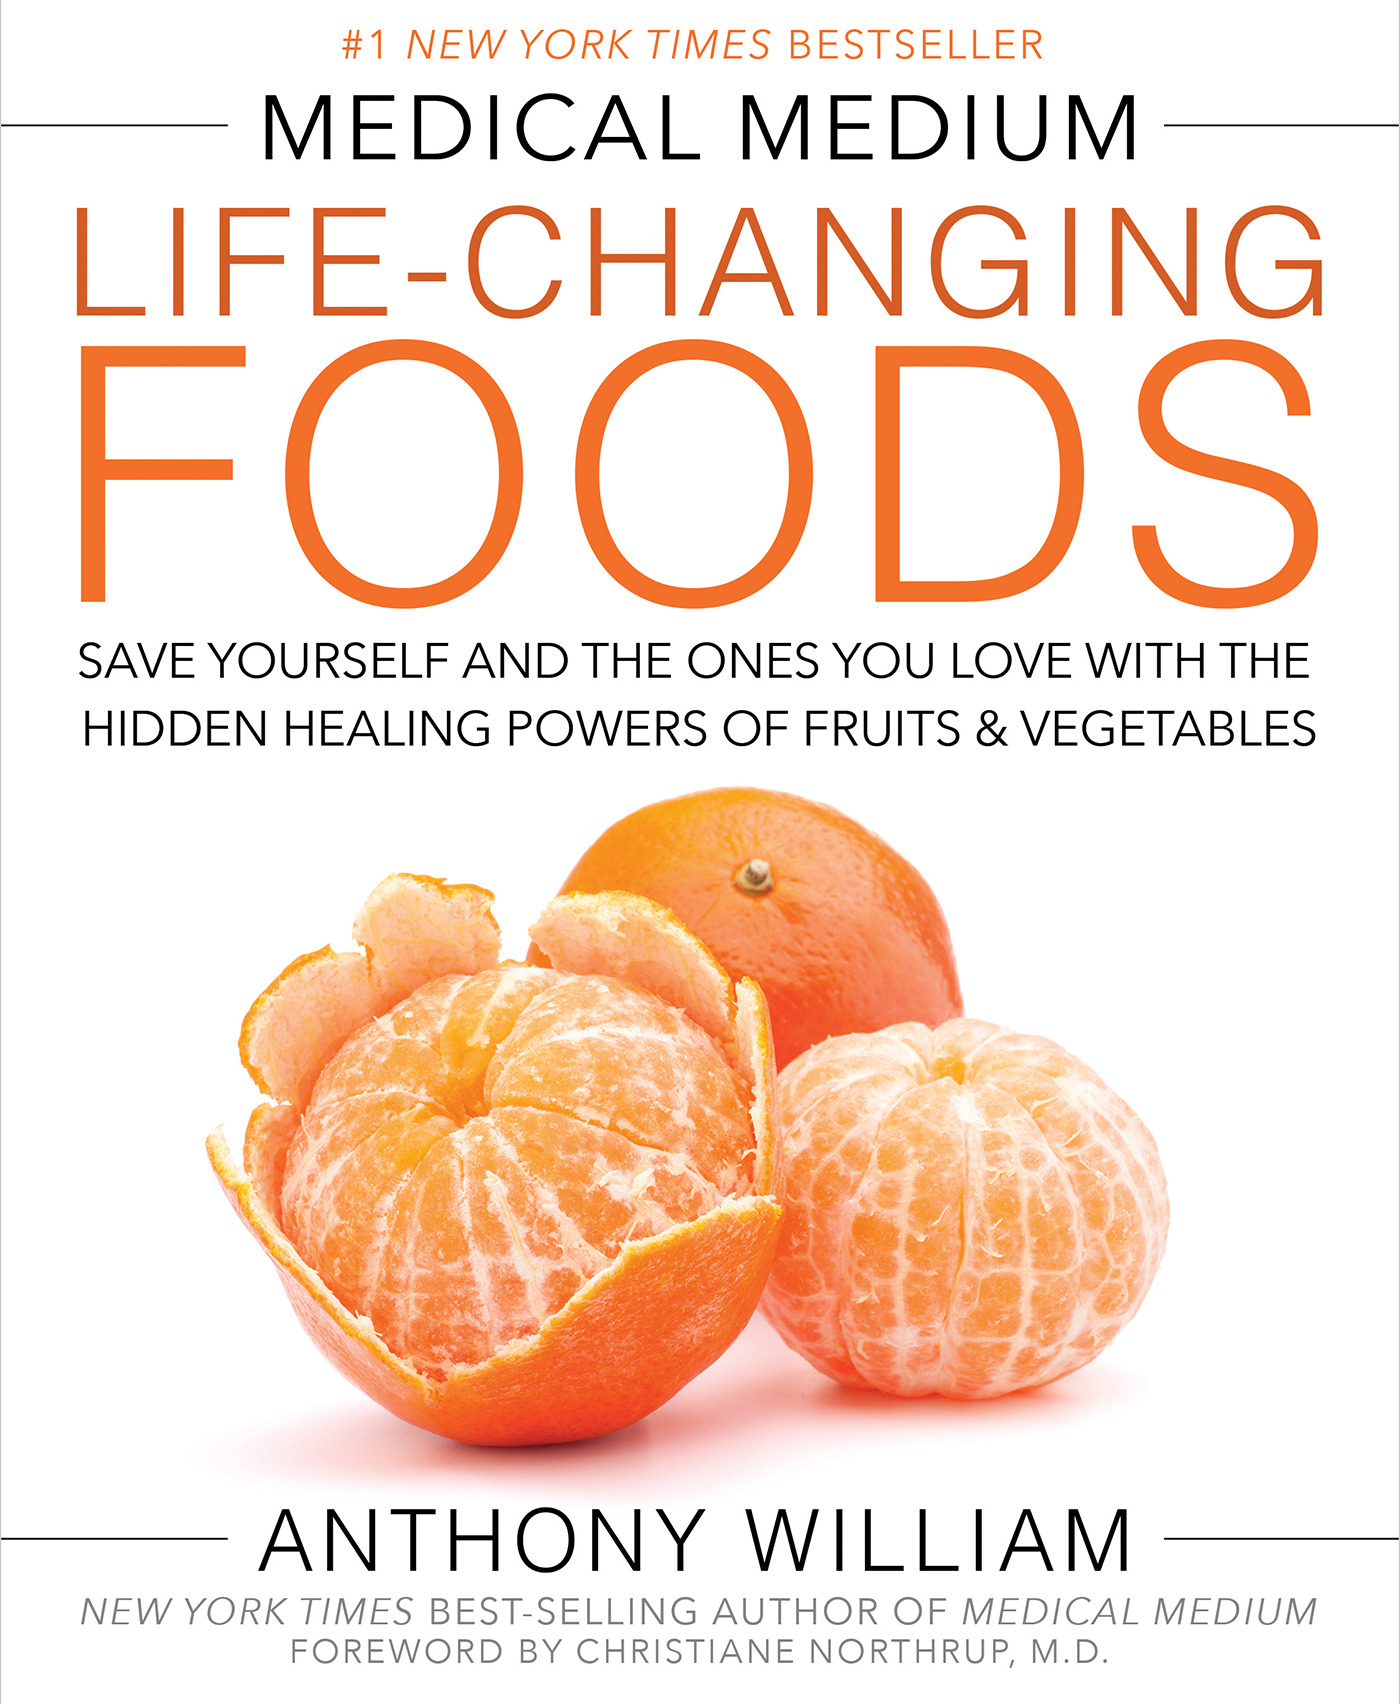 #1 NEW YORK TIMES BESTSELLER
MEDICAL MEDIUM
LIFE-CHANGING
FOODS
SAVE YOURSELF AND THE ONES YOU LOVE WITH THE
HIDDEN HEALING POWERS OF FRUITS & VEGETABLES
ANTHONY WILLIAM
NEW YORK TIMES BEST-SELLING AUTHOR OF MEDICAL MEDIUM
FOREWORD BY CHRISTIANE NORTHRUP, M.D.